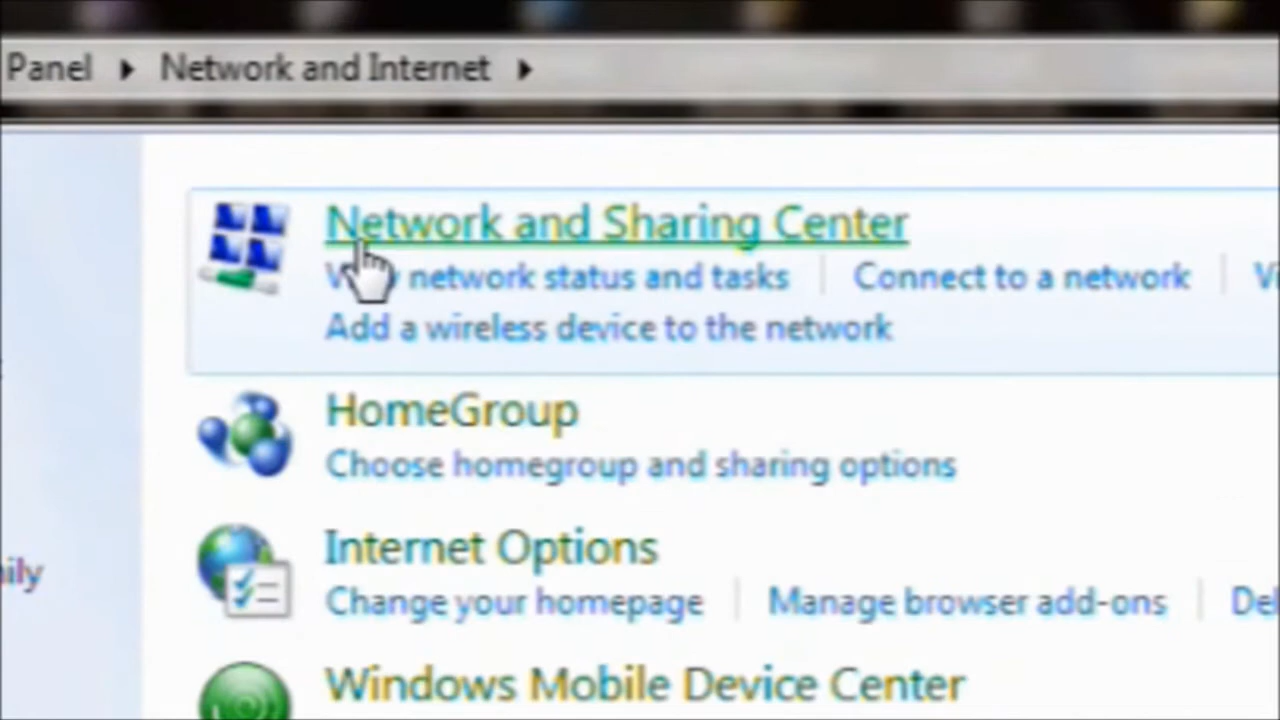 Panel ▸ Network and Internet ▸
Network and Sharing Center
network status and tasks | Connect to a network
Add a wireless device to the network
HomeGroup
Choose homegroup and sharing options
Internet Options
Change your homepage | Manage browser add-ons
Windows Mobile Device Center